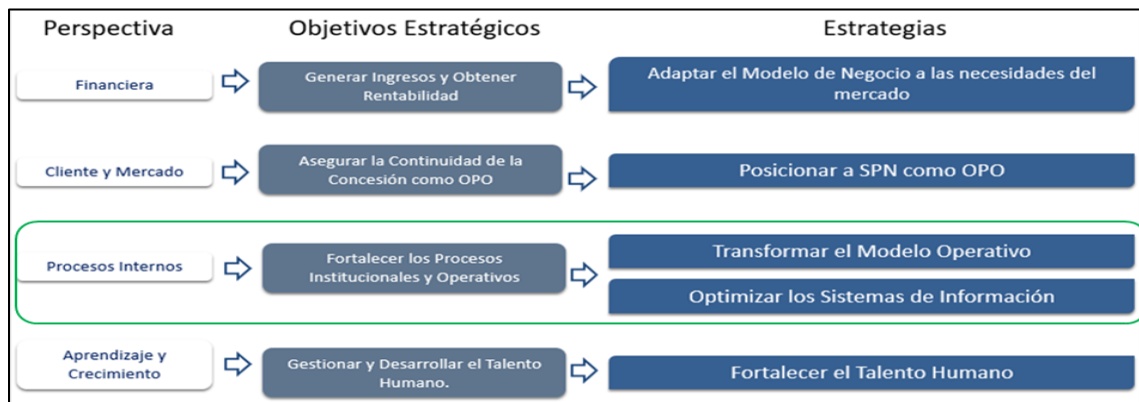 Perspectiva
Objetivos Estratégicos
Estrategias
Financiera
Generar Ingresos y Obtener
Rentabilidad
Adaptar el Modelo de Negocio a las necesidades del
mercado
Cliente y Mercado
Asegurar la Continuidad de la
Concesión como OPO
Posicionar a SPN como OPO
Procesos Internos
Fortalecer los Procesos
Institucionales y Operativos
Transformar el Modelo Operativo
Optimizar los Sistemas de Información
Aprendizaje y
Crecimiento
Gestionar y Desarrollar el Talento
Humano.
Fortalecer el Talento Humano